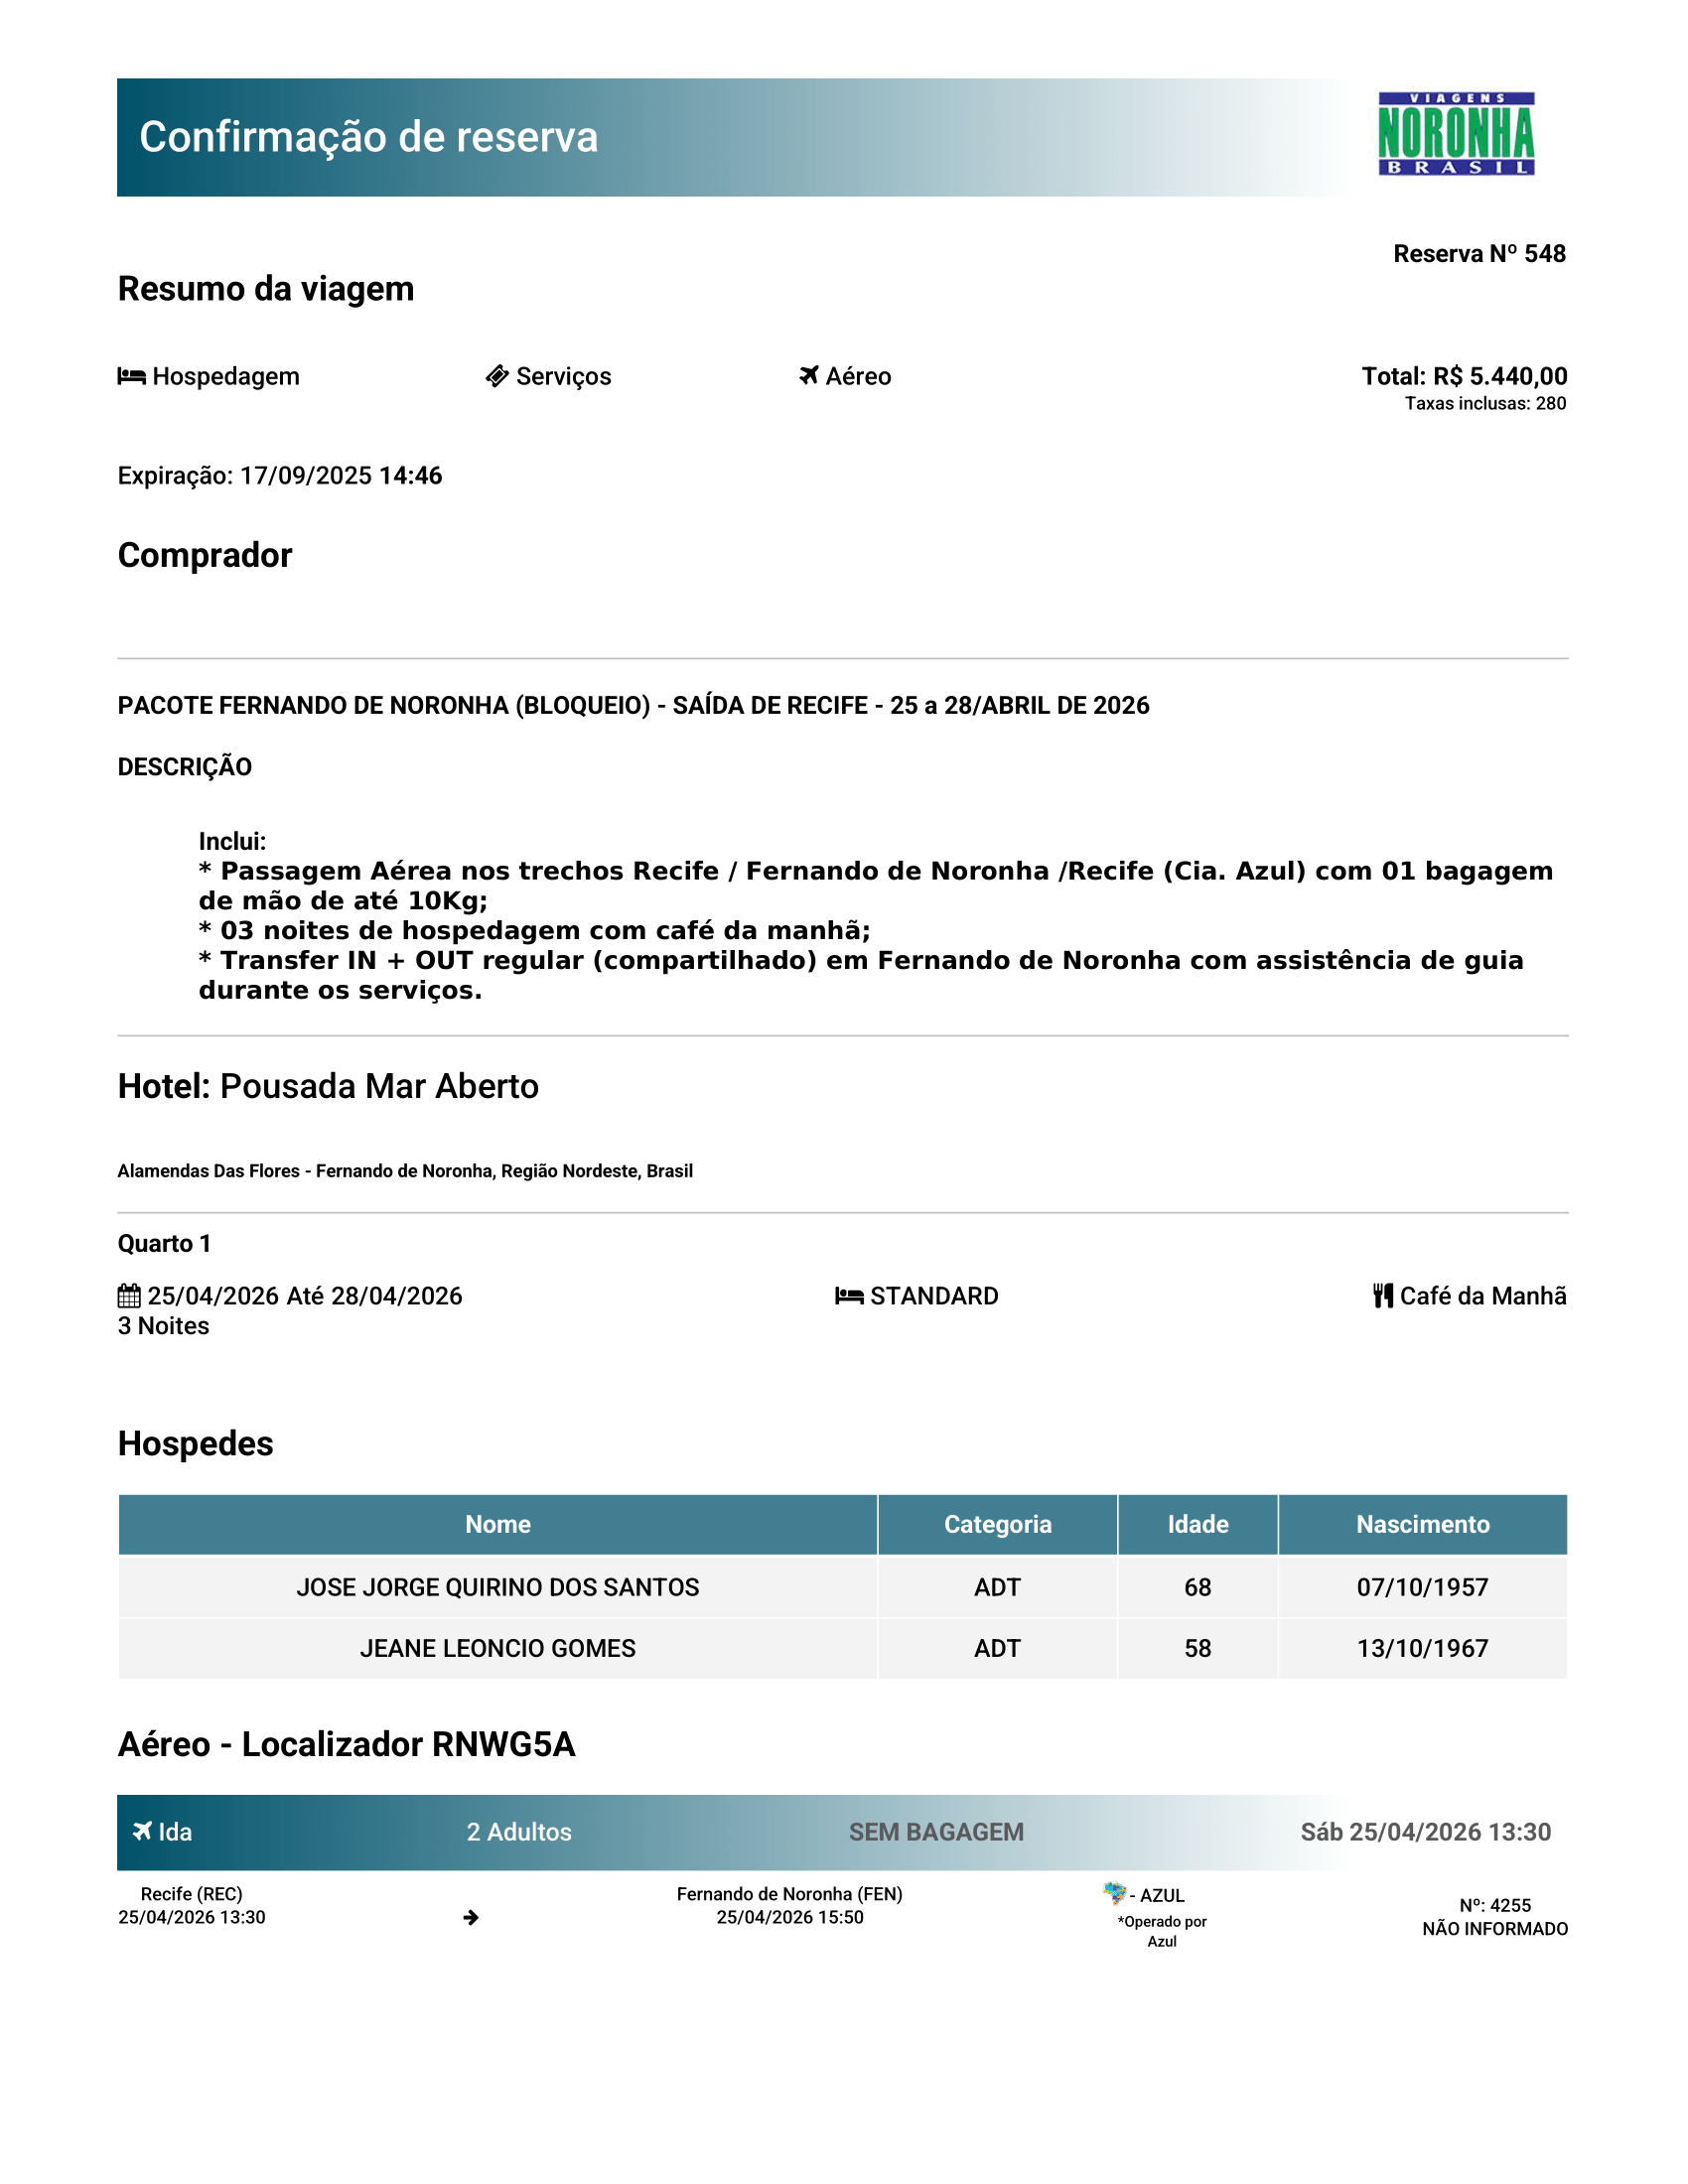 Confirmação de reserva
VIAGENS
NORONHA
BRASIL
Reserva Nº 548
Resumo da viagem
Hospedagem
Serviços
Aéreo
Total: R$ 5.440,00
Taxas inclusas: 280
Expiração: 17/09/2025 14:46
Comprador
PACOTE FERNANDO DE NORONHA (BLOQUEIO) - SAÍDA DE RECIFE - 25 a 28/ABRIL DE 2026
DESCRIÇÃO
Inclui:
* Passagem Aérea nos trechos Recife / Fernando de Noronha /Recife (Cia. Azul) com 01 bagagem
de mão de até 10Kg;
* 03 noites de hospedagem com café da manhã;
* Transfer IN + OUT regular (compartilhado) em Fernando de Noronha com assistência de guia
durante os serviços.
Hotel: Pousada Mar Aberto
Alamendas Das Flores - Fernando de Noronha, Região Nordeste, Brasil
Quarto 1
25/04/2026 Até 28/04/2026
3 Noites
STANDARD
Café da Manhã
Hospedes
Nome Categoria Idade Nascimento
JOSE JORGE QUIRINO DOS SANTOS ADT 68 07/10/1957
JEANE LEONCIO GOMES ADT 58 13/10/1967
Aéreo - Localizador RNWG5A
Ida 2 Adultos SEM BAGAGEM Sáb 25/04/2026 13:30
Recife (REC)
25/04/2026 13:30
Fernando de Noronha (FEN)
25/04/2026 15:50
- AZUL
*Operado por
Azul
Nº: 4255
NÃO INFORMADO